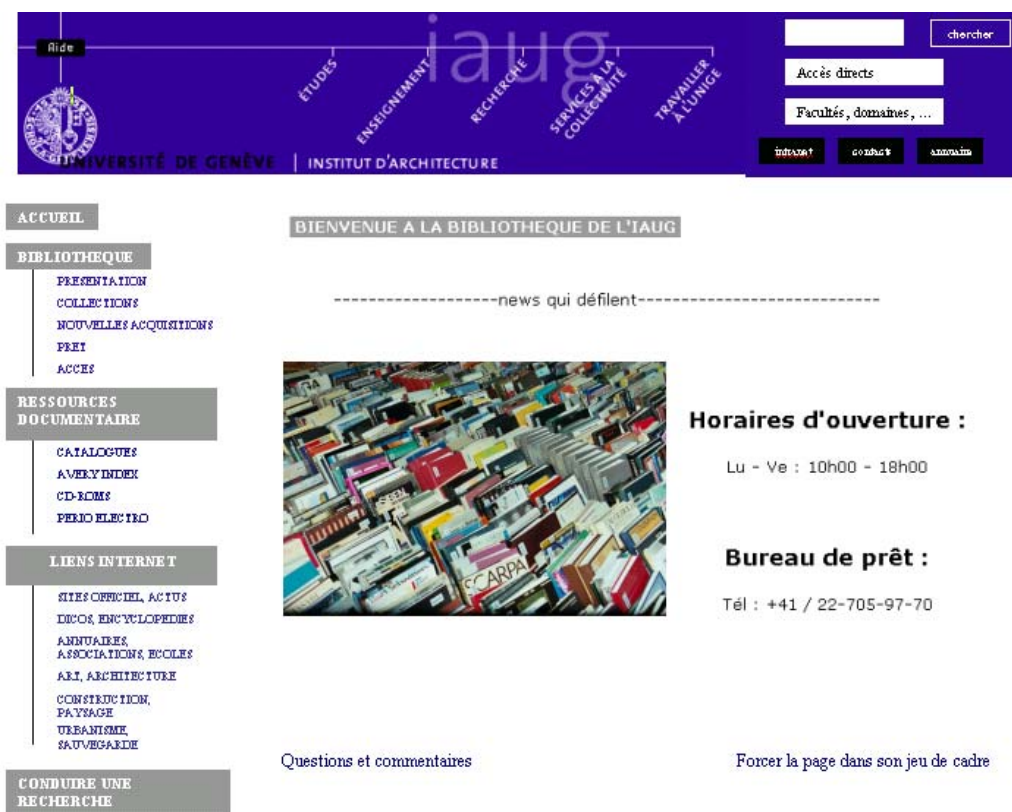 Aide
iaug
ÉTUDES
ENSEIGNEMENT
RECHERCHE
SERVICES À LA
COLLECTIVITÉ
TRAVAILLER
À L'UNIGE
UNIVERSITÉ DE GENÈVE | INSTITUT D'ARCHITECTURE
chercher
Accès directs
Facultés, domaines, ...
intranet contact annuaire
ACCUEIL
BIBLIOTHEQUE
PRESENTATION
COLLECTIONS
NOUVELLES ACQUISITIONS
PRET
ACCES
RESSOURCES
DOCUMENTAIRE
CATALOGUES
AVERY INDEX
CD-ROMS
PERIO ELECTRO
LIENS INTERNET
SITES OFFICIEL, ACTUS
DICOS, ENCYCLOPEDIES
ANNUAIRES,
ASSOCIATIONS, ECOLES
ART, ARCHITECTURE
CONSTRUCTION,
PAYSAGE
URBANISME,
SAUVEGARDE
CONDUIRE UNE
RECHERCHE
BIENVENUE A LA BIBLIOTHEQUE DE L'IAUG
-------------------news qui défilent----------------------------
SCARPA
Horaires d'ouverture :
Lu - Ve : 10h00 - 18h00
Bureau de prêt :
Tél : +41 / 22-705-97-70
Questions et commentaires
Forcer la page dans son jeu de cadre